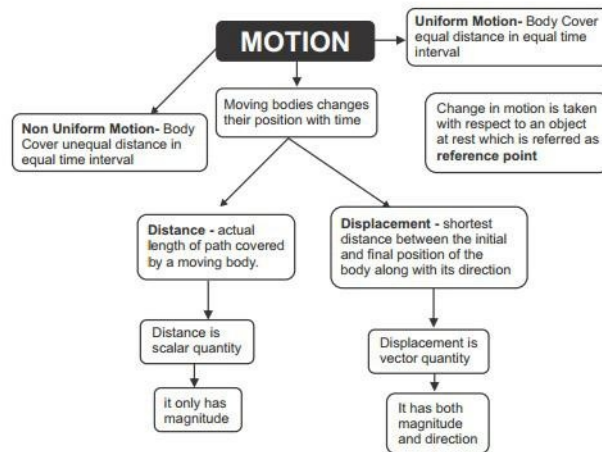 MOTION
Uniform Motion- Body Cover
equal distance in equal time
interval
Moving bodies changes
their position with time
Change in motion is taken
with respect to an object
at rest which is referred as
reference point
Non Uniform Motion- Body
Cover unequal distance in
equal time interval
Distance - actual
length of path covered
by a moving body.
Displacement - shortest
distance between the initial
and final position of the
body along with its direction
Distance is
scalar quantity
Displacement is
vector quantity
it only has
magnitude
It has both
magnitude
and direction